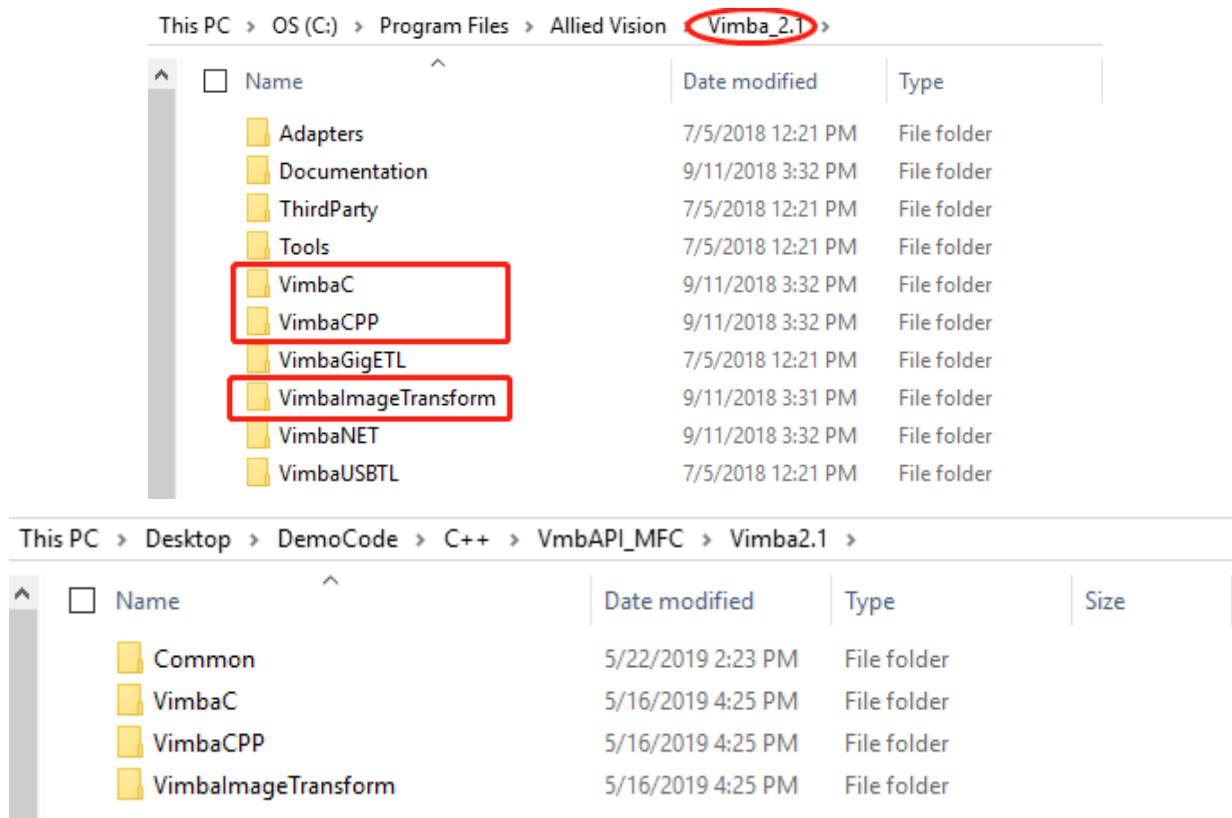 This PC > OS (C:) > Program Files > Allied Vision > Vimba_2.1 >
Name Date modified Type
Adapters 7/5/2018 12:21 PM File folder
Documentation 9/11/2018 3:32 PM File folder
ThirdParty 7/5/2018 12:21 PM File folder
Tools 7/5/2018 12:21 PM File folder
VimbaC 9/11/2018 3:32 PM File folder
VimbaCPP 9/11/2018 3:32 PM File folder
VimbaGigETL 7/5/2018 12:21 PM File folder
VimbaImageTransform 9/11/2018 3:31 PM File folder
VimbaNET 9/11/2018 3:32 PM File folder
VimbaUSBTL 7/5/2018 12:21 PM File folder
This PC > Desktop > DemoCode > C++ > VmbAPI_MFC > Vimba2.1 >
Name Date modified Type Size
Common 5/22/2019 2:23 PM File folder
VimbaC 5/16/2019 4:25 PM File folder
VimbaCPP 5/16/2019 4:25 PM File folder
VimbaImageTransform 5/16/2019 4:25 PM File folder